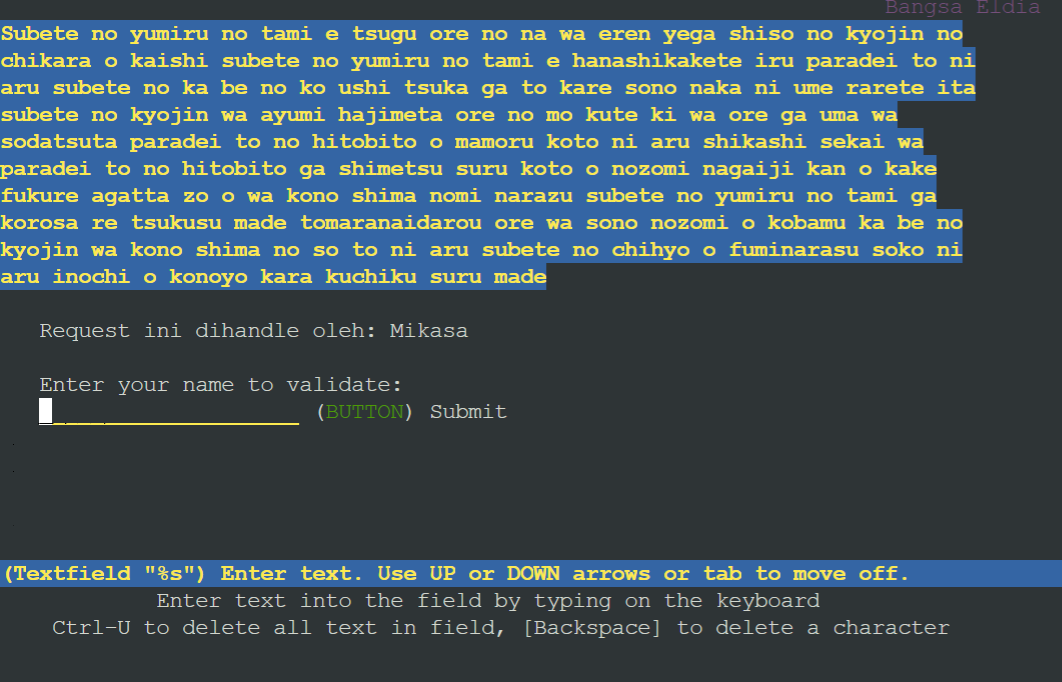 Bangsa Eldia
Subete no yumiru no tami e tsugu ore no na wa eren yega shiso no kyojin no
chikara o kaishi subete no yumiru no tami e hanashikakete iru paradei to ni
aru subete no ka be no ko ushi tsuka ga to kare sono naka ni ume rarete ita
subete no kyojin wa ayumi hajimeta ore no mo kute ki wa ore ga uma wa
sodatsuta paradei to no hitobito o mamoru koto ni aru shikashi sekai wa
paradei to no hitobito ga shimetsu suru koto o nozomi nagaiji kan o kake
fukure agatta zo o wa kono shima nomi narazu subete no yumiru no tami ga
korosa re tsukusu made tomaranaidarou ore wa sono nozomi o kobamu ka be no
kyojin wa kono shima no so to ni aru subete no chihyo o fuminarasu soko ni
aru inochi o konoyo kara kuchiku suru made
Request ini dihandle oleh: Mikasa
Enter your name to validate:
(BUTTON) Submit
(Textfield "%s") Enter text. Use UP or DOWN arrows or tab to move off.
Enter text into the field by typing on the keyboard
Ctrl-U to delete all text in field, [Backspace] to delete a character